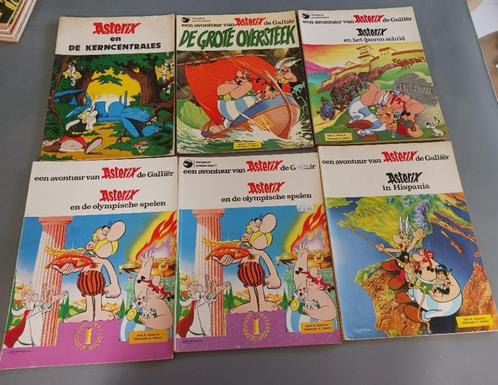 Asterix
en
DE KERNCENTRALES
een avontuur van Asterix de Galliër
DE GROTE OVERSTEEK
een avontuur van Asterix de Galliër
Asterix
en het ijzeren schild
een avontuur van Asterix de Galliër
Asterix
en de olympische spelen
een avontuur van Asterix de G
Asterix
en de olympische spelen
een avontuur van Asterix de Galliër
Asterix
in Hispania